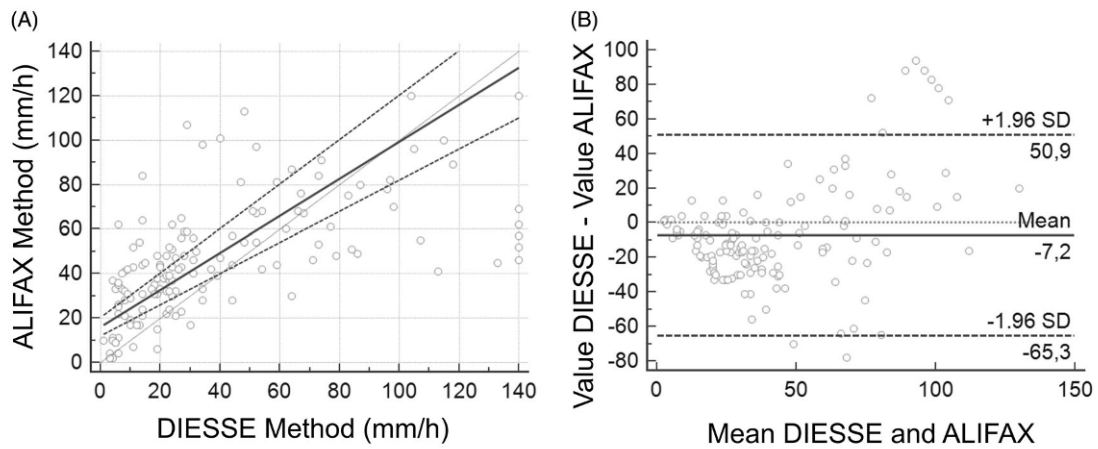 (A)
ALIFAX Method (mm/h)
140
120
100
80
60
40
20
0
0 20 40 60 80 100 120 140
DIESSE Method (mm/h)
(B)
Value DIESSE - Value ALIFAX
100
80
60
40
20
0
-20
-40
-60
-80
+1.96 SD
50,9
Mean
-7,2
-1.96 SD
-65,3
0 50 100 150
Mean DIESSE and ALIFAX